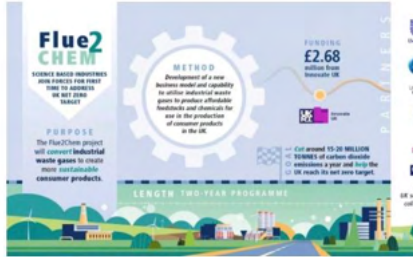 Flue2
CHEM
SCIENCE BASED INDUSTRIES
JOIN FORCES FOR FIRST
TIME TO ADDRESS
UK NET ZERO
TARGET
PURPOSE
The Flue2Chem project
will convert industrial
waste gases to create
more sustainable
consumer products.
METHOD
Development of a new
business model and capability
to utilise industrial waste
gases to produce affordable
feedstocks and chemicals for
use in the production
of consumer products
in the UK.
FUNDING
£2.68
million from
Innovate UK
Innovate
UK
Cut around 15-20 MILLION
TONNES of carbon dioxide
emissions a year and help the
UK reach its net zero target.
LENGTH TWO-YEAR PROGRAMME
PARTNERS